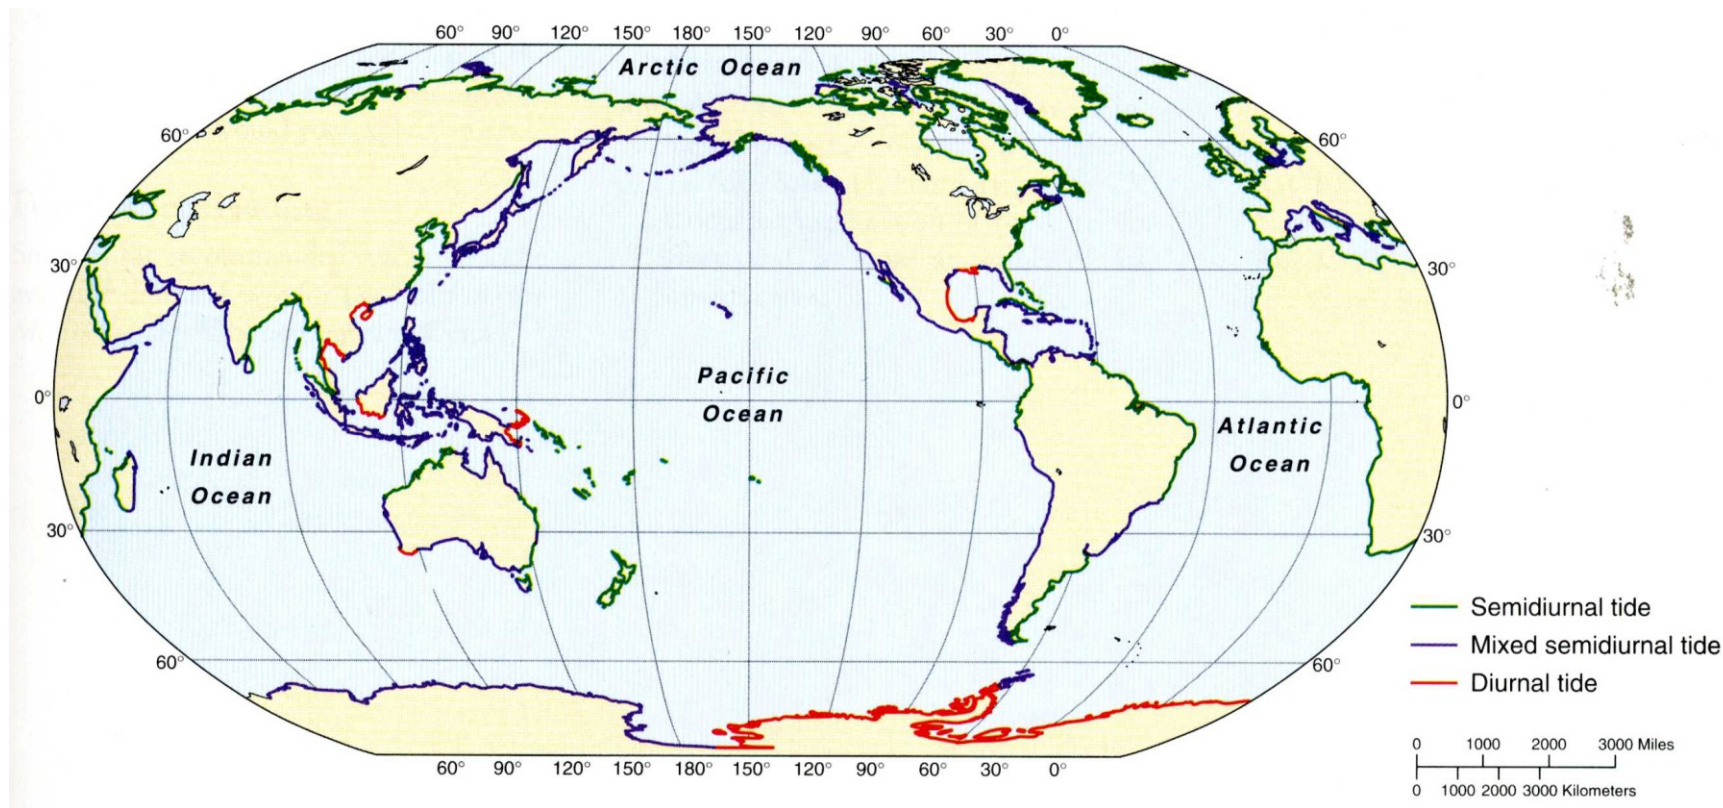 60° 90° 120° 150° 180° 150° 120° 90° 60° 30° 0°
Arctic Ocean
60° 60°
30° 30°
Pacific
Ocean
0° 0°
Atlantic
Ocean
Indian
Ocean
30° 30°
Semidiurnal tide
Mixed semidiurnal tide
Diurnal tide
60° 60°
0 1000 2000 3000 Miles
60° 90° 120° 150° 180° 150° 120° 90° 60° 30° 0°
0 1000 2000 3000 Kilometers